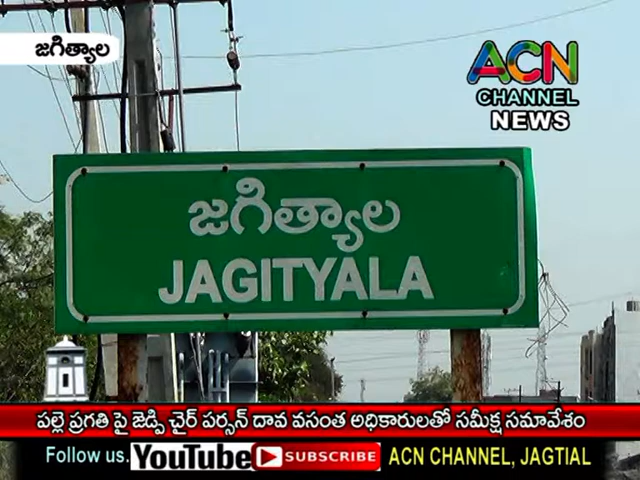 జగిత్యాల
ACN
CHANNEL
NEWS
జగిత్యాల
JAGITYALA
పల్లె ప్రగతి పై జెడ్పి చైర్ పర్సన్ దావ వసంత అధికారులతో సమీక్ష సమావేశం
Follow us. YouTube SUBSCRIBE ACN CHANNEL, JAGTIAL